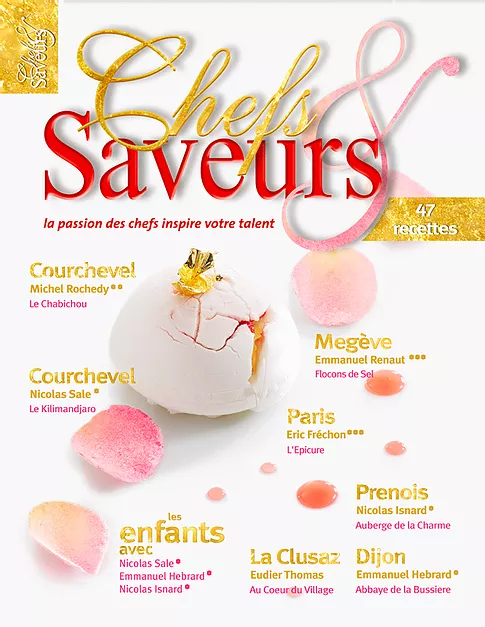 Chefs &
Saveurs
Chefs &
Saveurs
la passion des chefs inspire votre talent
47
recettes
Courchevel
Michel Rochedy
Le Chabichou
Megève
Emmanuel Renaut
Flocons de Sel
Courchevel
Nicolas Sale
Le Kilimandjaro
Paris
Eric Fréchon
L'Epicure
Prenois
Nicolas Isnard
Auberge de la Charme
les
enfants
avec
Nicolas Sale
Emmanuel Hebrard
Nicolas Isnard
La Clusaz
Eudier Thomas
Au Coeur du Village
Dijon
Emmanuel Hebrard
Abbaye de la Bussiere